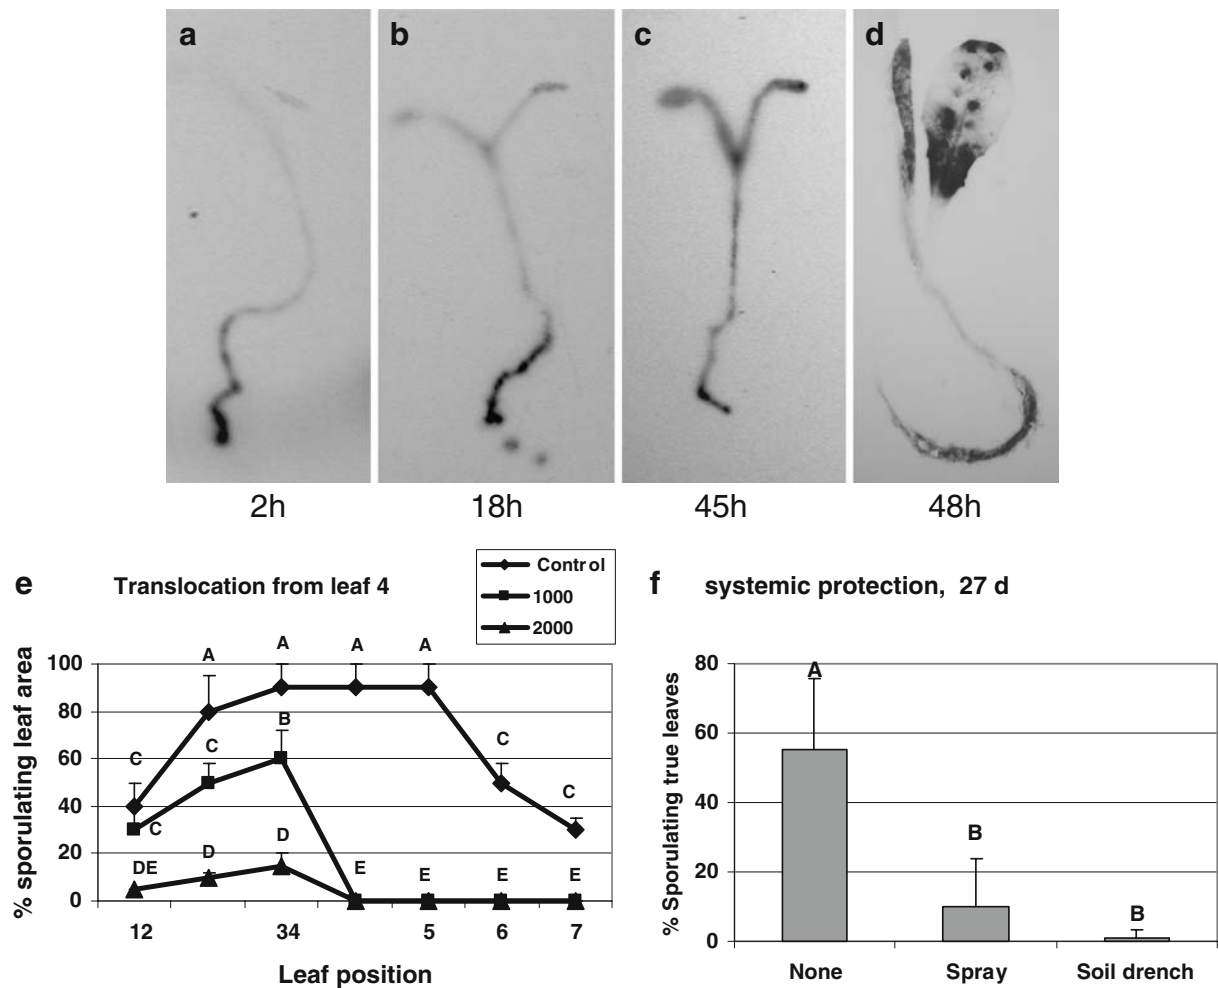 a
b
c
d
2h
18h
45h
48h
e
Translocation from leaf 4
Control
1000
2000
f
systemic protection, 27 d
% sporulating leaf area
100
80
60
40
20
0
A
A
A
A
C
C
B
C
C
C
C
D
D
DE
E
E
E
E
12
34
5
6
7
Leaf position
% Sporulating true leaves
80
60
40
20
0
A
B
B
None
Spray
Soil drench